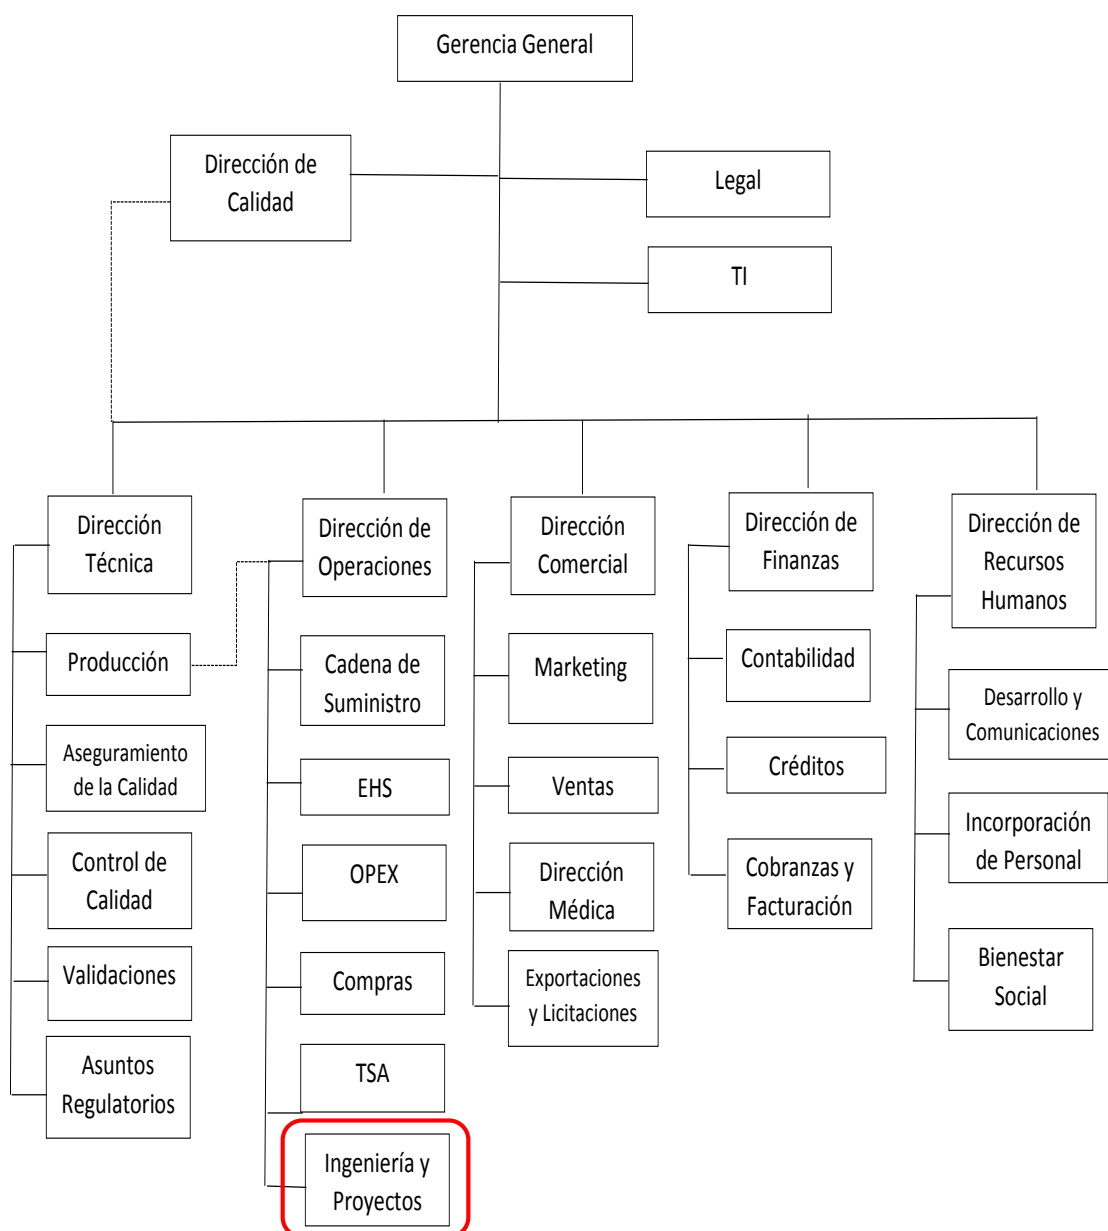 Gerencia General
Dirección de
Calidad
Legal
TI
Dirección
Técnica
Producción
Aseguramiento
de la Calidad
Control de
Calidad
Validaciones
Asuntos
Regulatorios
Dirección de
Operaciones
Cadena de
Suministro
EHS
OPEX
Compras
TSA
Ingeniería y
Proyectos
Dirección
Comercial
Marketing
Ventas
Dirección
Médica
Exportaciones
y Licitaciones
Dirección de
Finanzas
Contabilidad
Créditos
Cobranzas y
Facturación
Dirección de
Recursos
Humanos
Desarrollo y
Comunicaciones
Incorporación
de Personal
Bienestar
Social